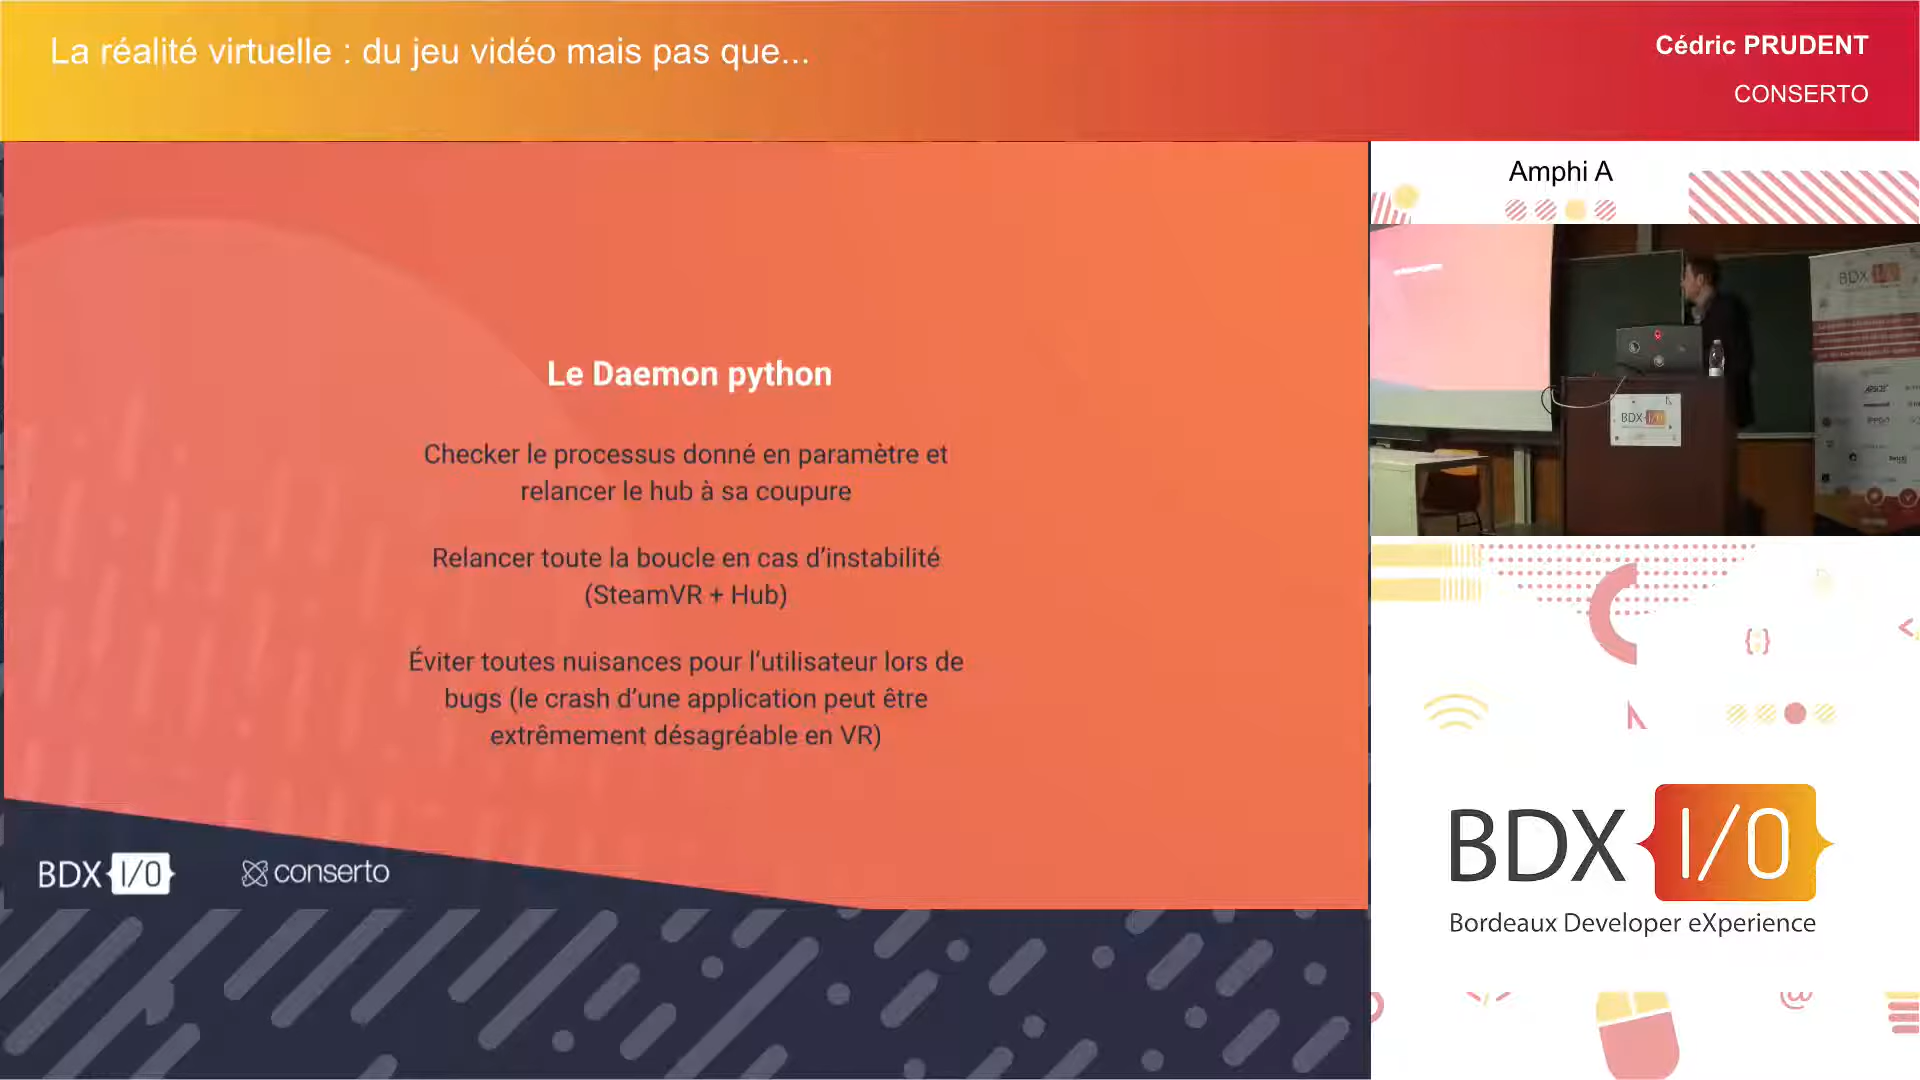 La réalité virtuelle : du jeu vidéo mais pas que...
Cédric PRUDENT
CONSERTO
Amphi A
Le Daemon python
Checker le processus donné en paramètre et
relancer le hub à sa coupure
Relancer toute la boucle en cas d’instabilité
(SteamVR + Hub)
Éviter toutes nuisances pour l’utilisateur lors de
bugs (le crash d’une application peut être
extrêmement désagréable en VR)
BDX I/O
conserto
BDX I/O
BDX I/O
BDX I/O
Bordeaux Developer eXperience